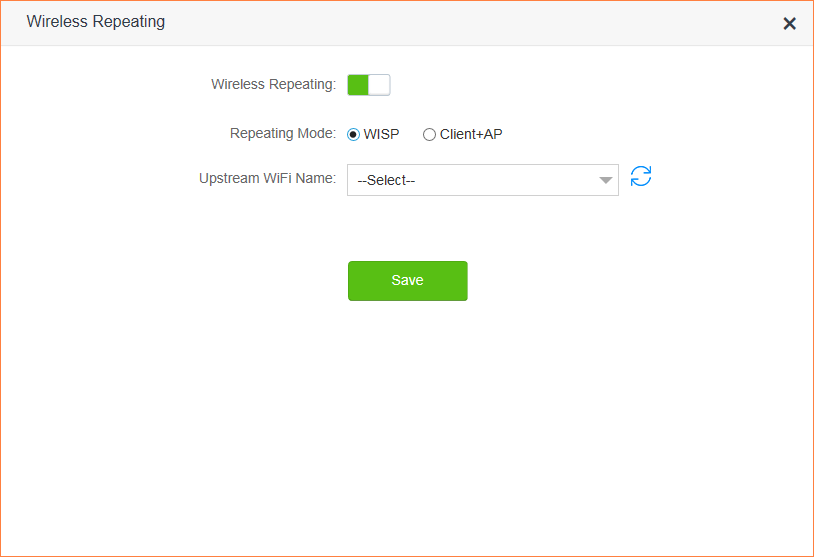 Wireless Repeating
Wireless Repeating:
Repeating Mode: WISP Client+AP
Upstream WiFi Name: --Select--
Save